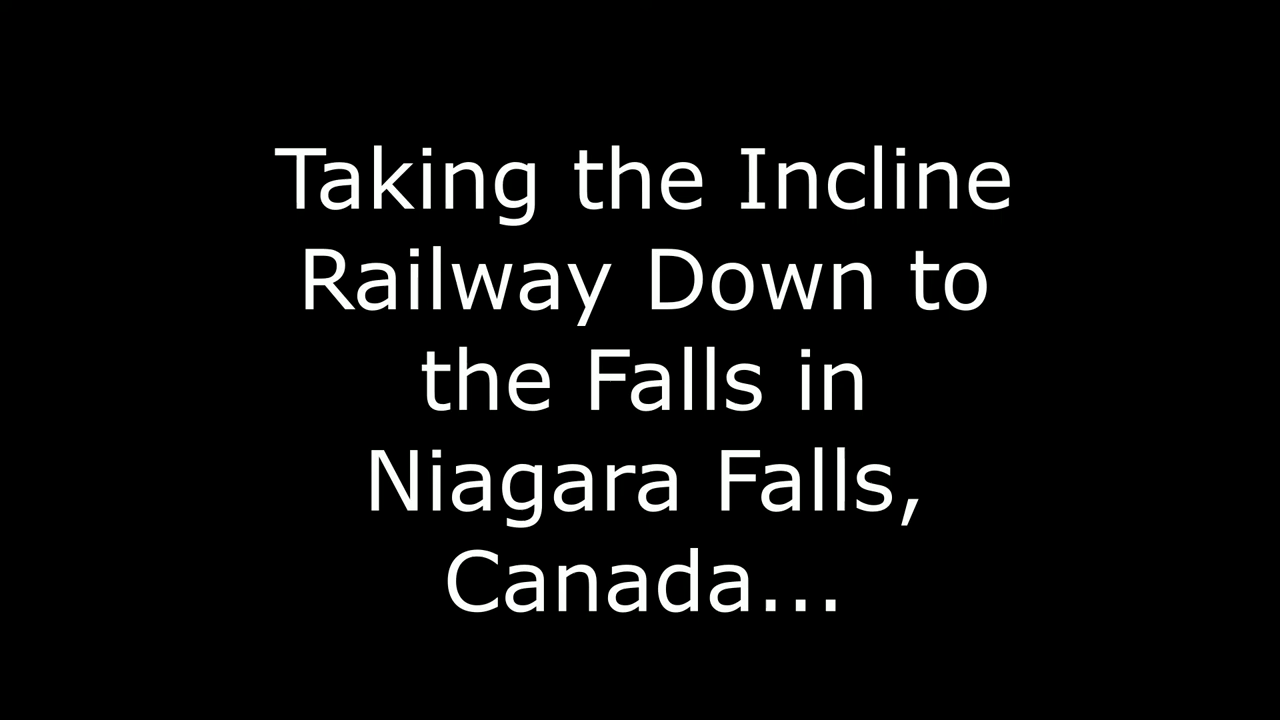 Taking the Incline
Railway Down to
the Falls in
Niagara Falls,
Canada...